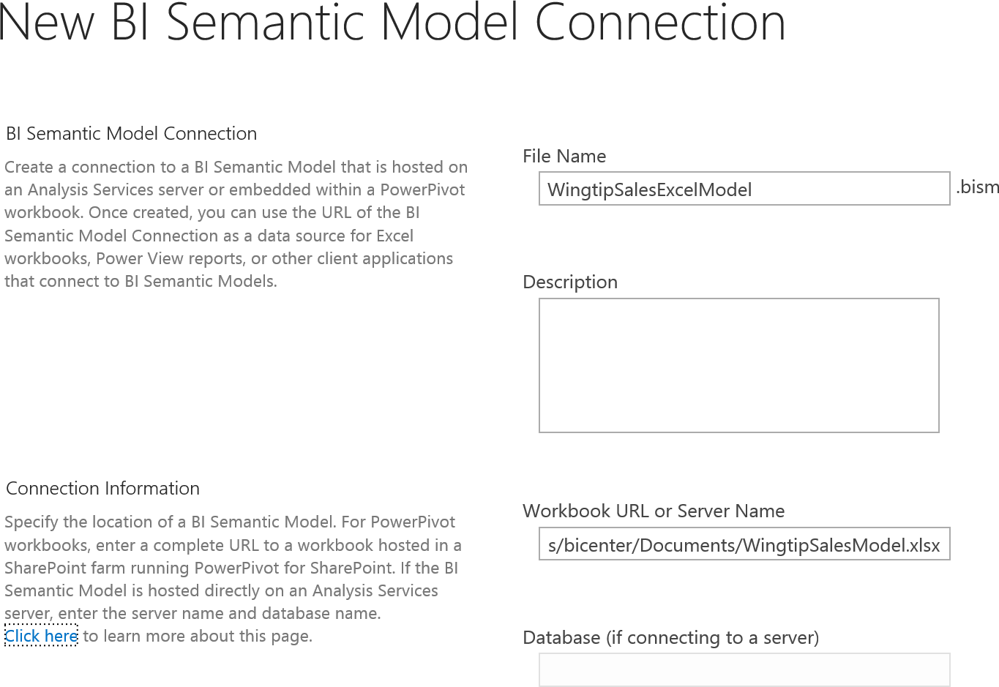 New BI Semantic Model Connection
BI Semantic Model Connection
Create a connection to a BI Semantic Model that is hosted on
an Analysis Services server or embedded within a PowerPivot
workbook. Once created, you can use the URL of the BI
Semantic Model Connection as a data source for Excel
workbooks, Power View reports, or other client applications
that connect to BI Semantic Models.
File Name
WingtipSalesExcelModel .bism
Description
Connection Information
Specify the location of a BI Semantic Model. For PowerPivot
workbooks, enter a complete URL to a workbook hosted in a
SharePoint farm running PowerPivot for SharePoint. If the BI
Semantic Model is hosted directly on an Analysis Services
server, enter the server name and database name.
Click here to learn more about this page.
Workbook URL or Server Name
s/bicenter/Documents/WingtipSalesModel.xlsx
Database (if connecting to a server)